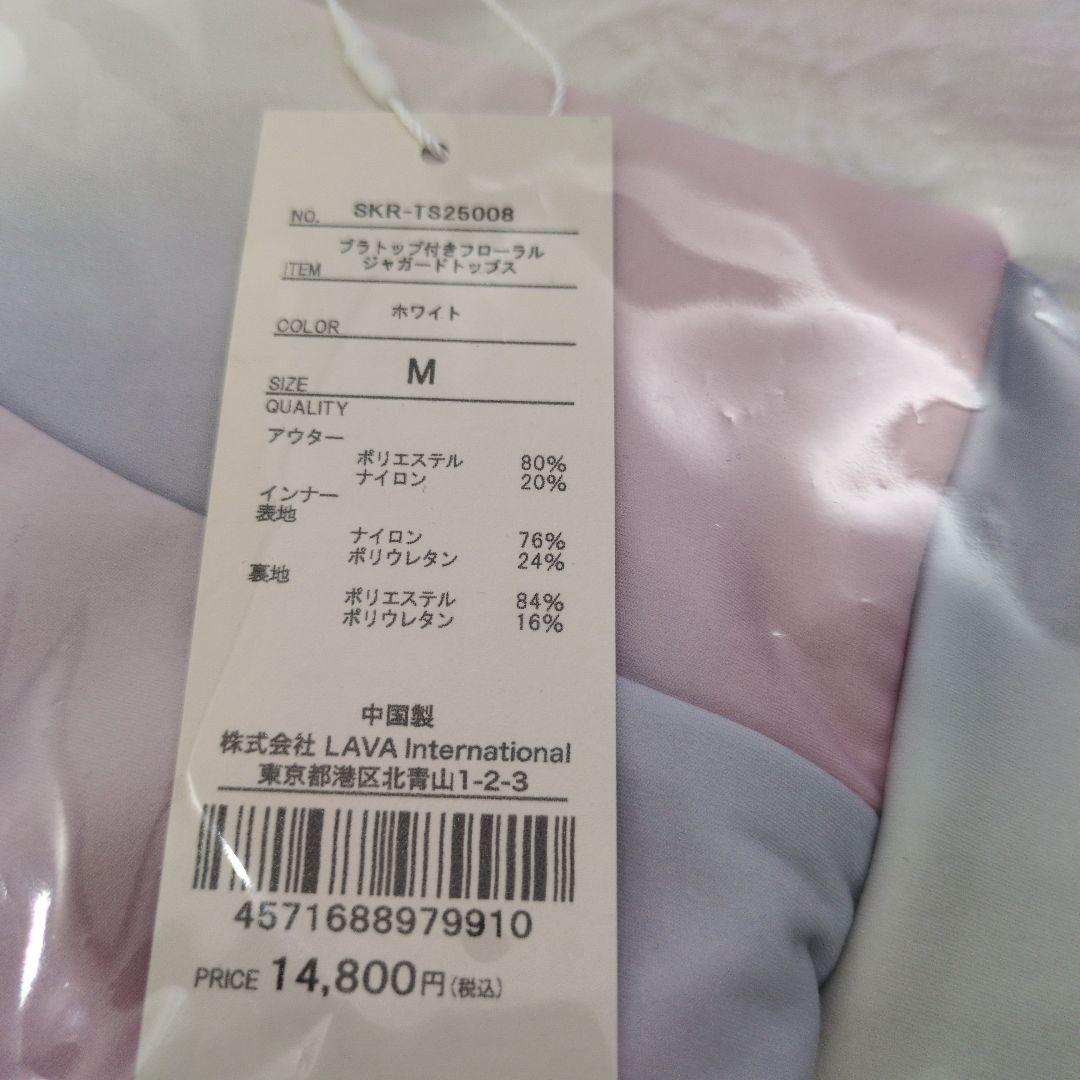 NO. SKR-TS25008
ブラトップ付きフローラル
ITEM ジャガードトップス
COLOR ホワイト
SIZE M
QUALITY
アウター
ポリエステル 80%
ナイロン 20%
インナー
表地
ナイロン 76%
ポリウレタン 24%
裏地
ポリエステル 84%
ポリウレタン 16%
中国製
株式会社 LAVA International
東京都港区北青山1-2-3
4571688979910
PRICE 14,800円(税込)